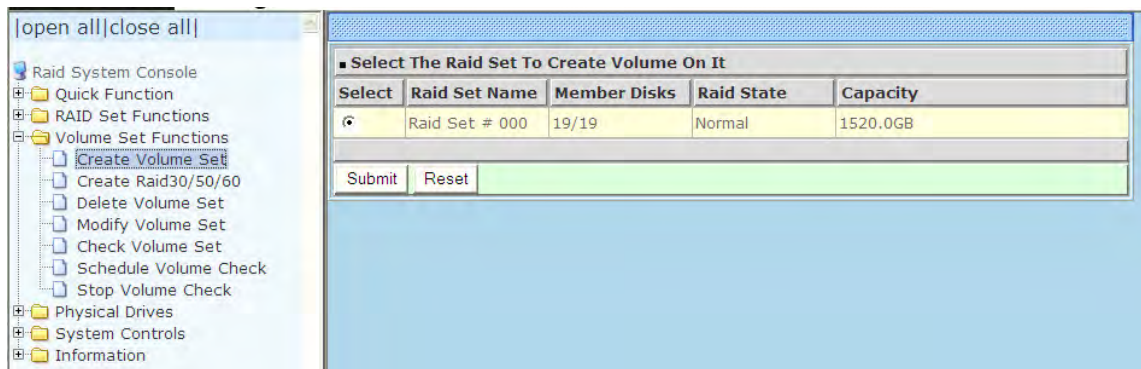 |open all|close all|
Raid System Console
Quick Function
RAID Set Functions
Volume Set Functions
Create Volume Set
Create Raid30/50/60
Delete Volume Set
Modify Volume Set
Check Volume Set
Schedule Volume Check
Stop Volume Check
Physical Drives
System Controls
Information
▪ Select The Raid Set To Create Volume On It
Select Raid Set Name Member Disks Raid State Capacity
Raid Set # 000 19/19 Normal 1520.0GB
Submit Reset